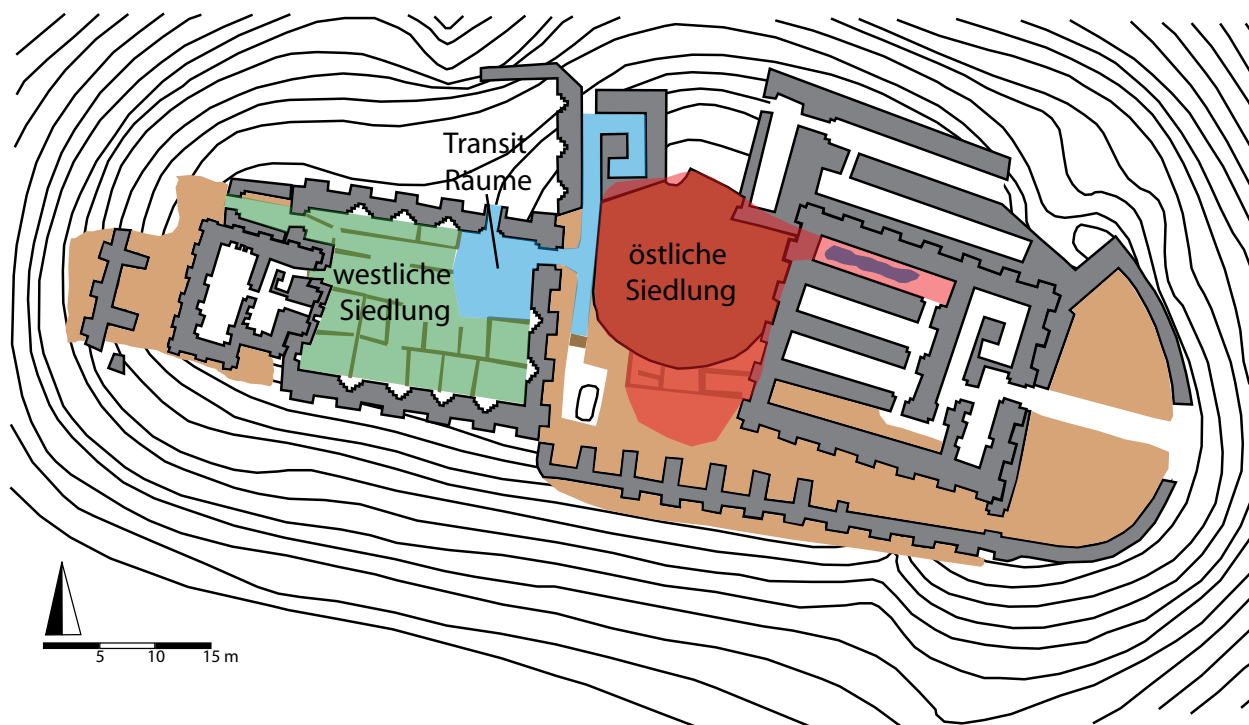 Transit
Räume
westliche
Siedlung
östliche
Siedlung
5 10 15 m